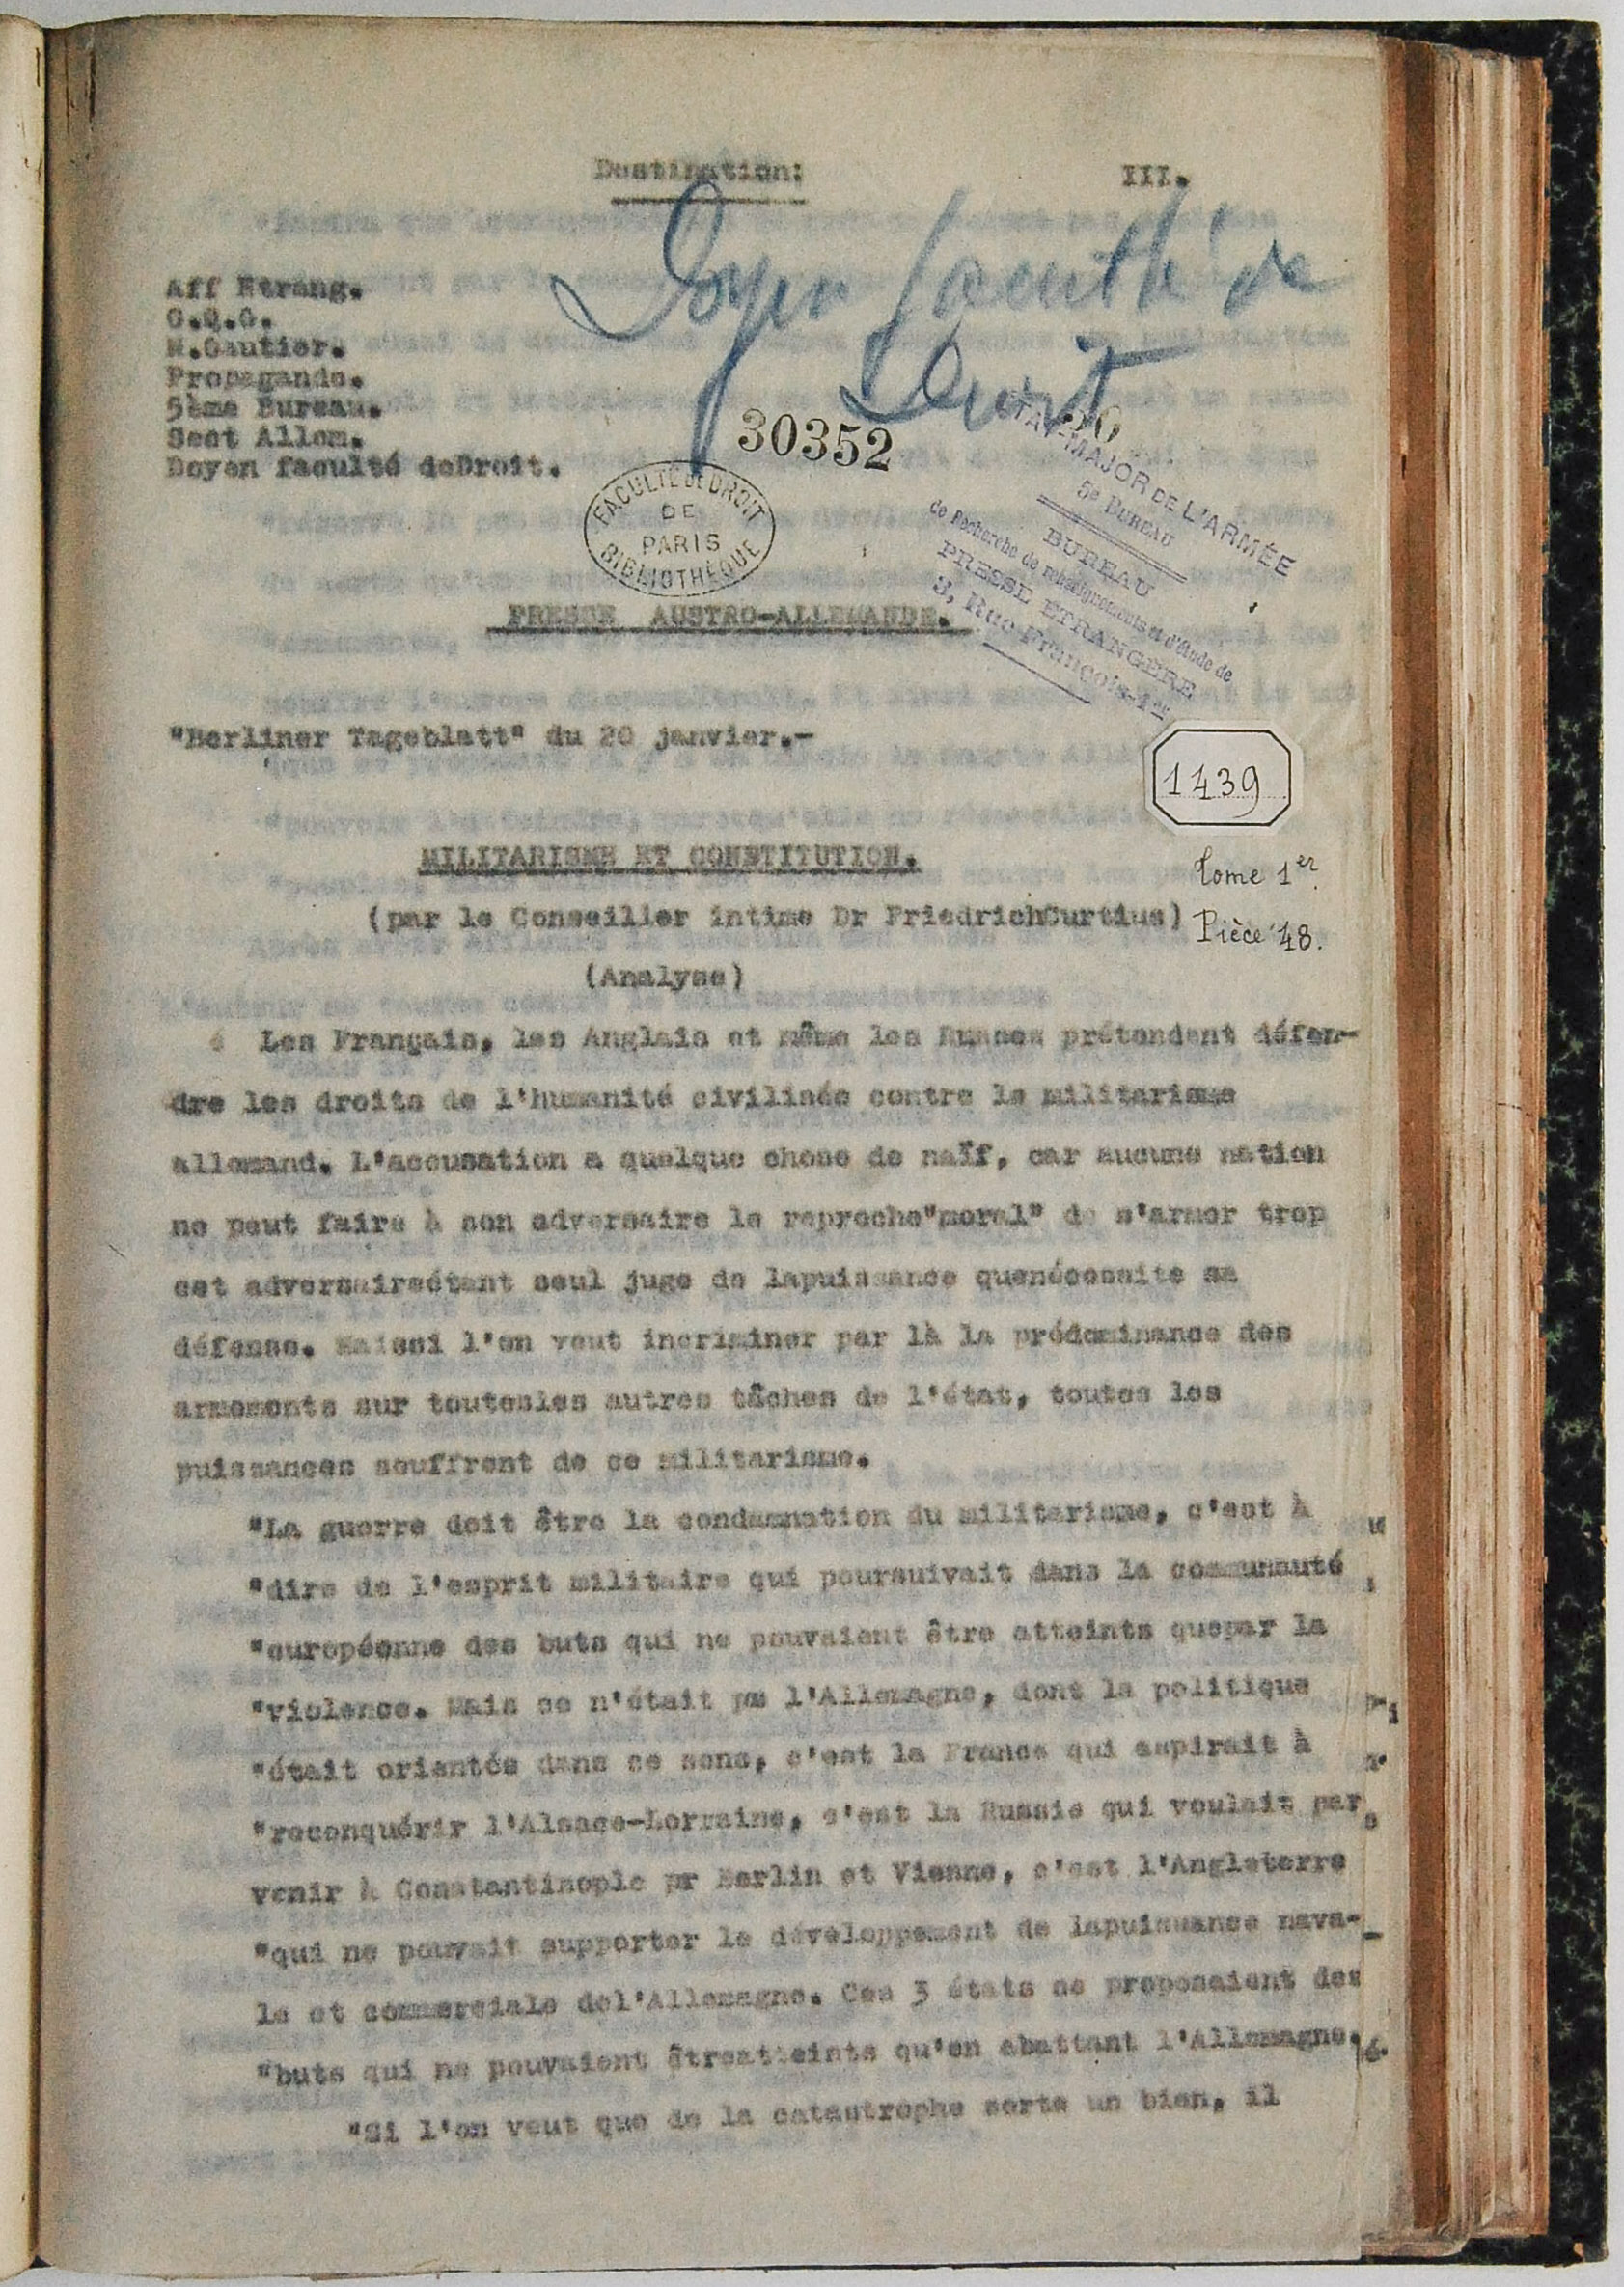 Destination:
III.
Doyen faculté de
Droit
Aff Etrang.
G.Q.G.
M.Gautier.
Propagande.
5ème Bureau.
Sect Allem.
Doyen faculté deDroit.
30352
FACULTÉ DE DROIT
DE
PARIS
BIBLIOTHÈQUE
ÉTAT-MAJOR DE L'ARMÉE
5e BUREAU
BUREAU
de Recherche de renseignements et d'étude de
PRESSE ETRANGÈRE
3, Rue François-1er
PRESSE AUSTRO-ALLEMANDE.
"Berliner Tageblatt" du 20 janvier.-
1439
MILITARISME ET CONSTITUTION.
Tome 1er.
(par le Conseiller intime Dr FriedrichCurtius)
Pièce 48.
(Analyse)
Les Français, les Anglais et même les Russes prétendent défen-
dre les droits de l'humanité civilisée contre le militarisme
allemand. L'accusation a quelque chose de naïf, car aucune nation
ne peut faire à son adversaire le reproche"moral" de s'armer trop
cet adversaireétant seul juge de lapuissance quenécessite sa
défense. Maissi l'on veut incriminer par là la prédominance des
armements sur toutesles autres tâches de l'état, toutes les
puissances souffrent de ce militarisme.
"La guerre doit être la condamnation du militarisme, c'est à
"dire de l'esprit militaire qui poursuivait dans la communauté
"européenne des buts qui ne pouvaient être atteints quepar la
"violence. Mais ce n'était pas l'Allemagne, dont la politique
"était orientée dans ce sens, c'est la France qui aspirait à
"reconquérir l'Alsace-Lorraine, c'est la Russie qui voulait par
venir à Constantinople pr Berlin et Vienne, c'est l'Angleterre
"qui ne pouvait supporter le développement de lapuissance nava-
le et commerciale del'Allemagne. Ces 3 états se proposaient des
"buts qui ne pouvaient êtreatteints qu'en abattant l'Allemagne.
"Si l'on veut que de la catastrophe sorte un bien, il